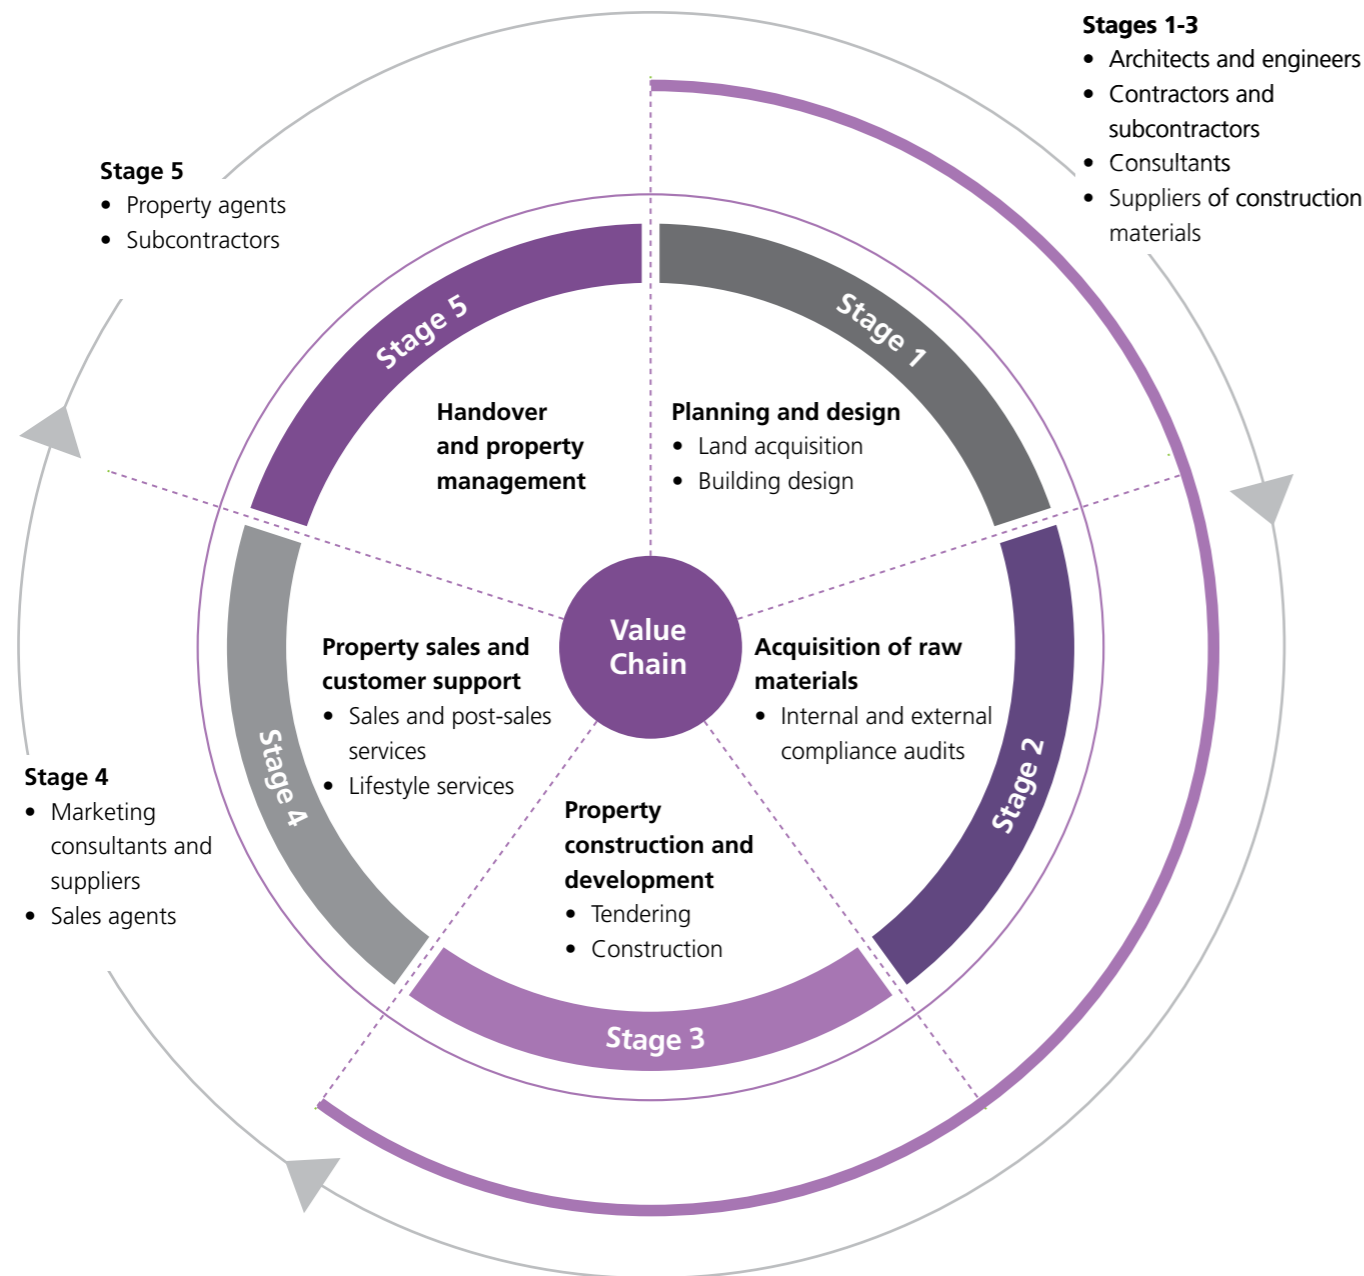 Stages 1-3
• Architects and engineers
• Contractors and
subcontractors
• Consultants
• Suppliers of construction
materials
Stage 5
• Property agents
• Subcontractors
Stage 5
Stage 1
Handover
and property
management
Planning and design
• Land acquisition
• Building design
Value
Chain
Property sales and
customer support
• Sales and post-sales
services
• Lifestyle services
Acquisition of raw
materials
• Internal and external
compliance audits
Stage 4
Stage 2
Stage 4
• Marketing
consultants and
suppliers
• Sales agents
Property
construction and
development
• Tendering
• Construction
Stage 3